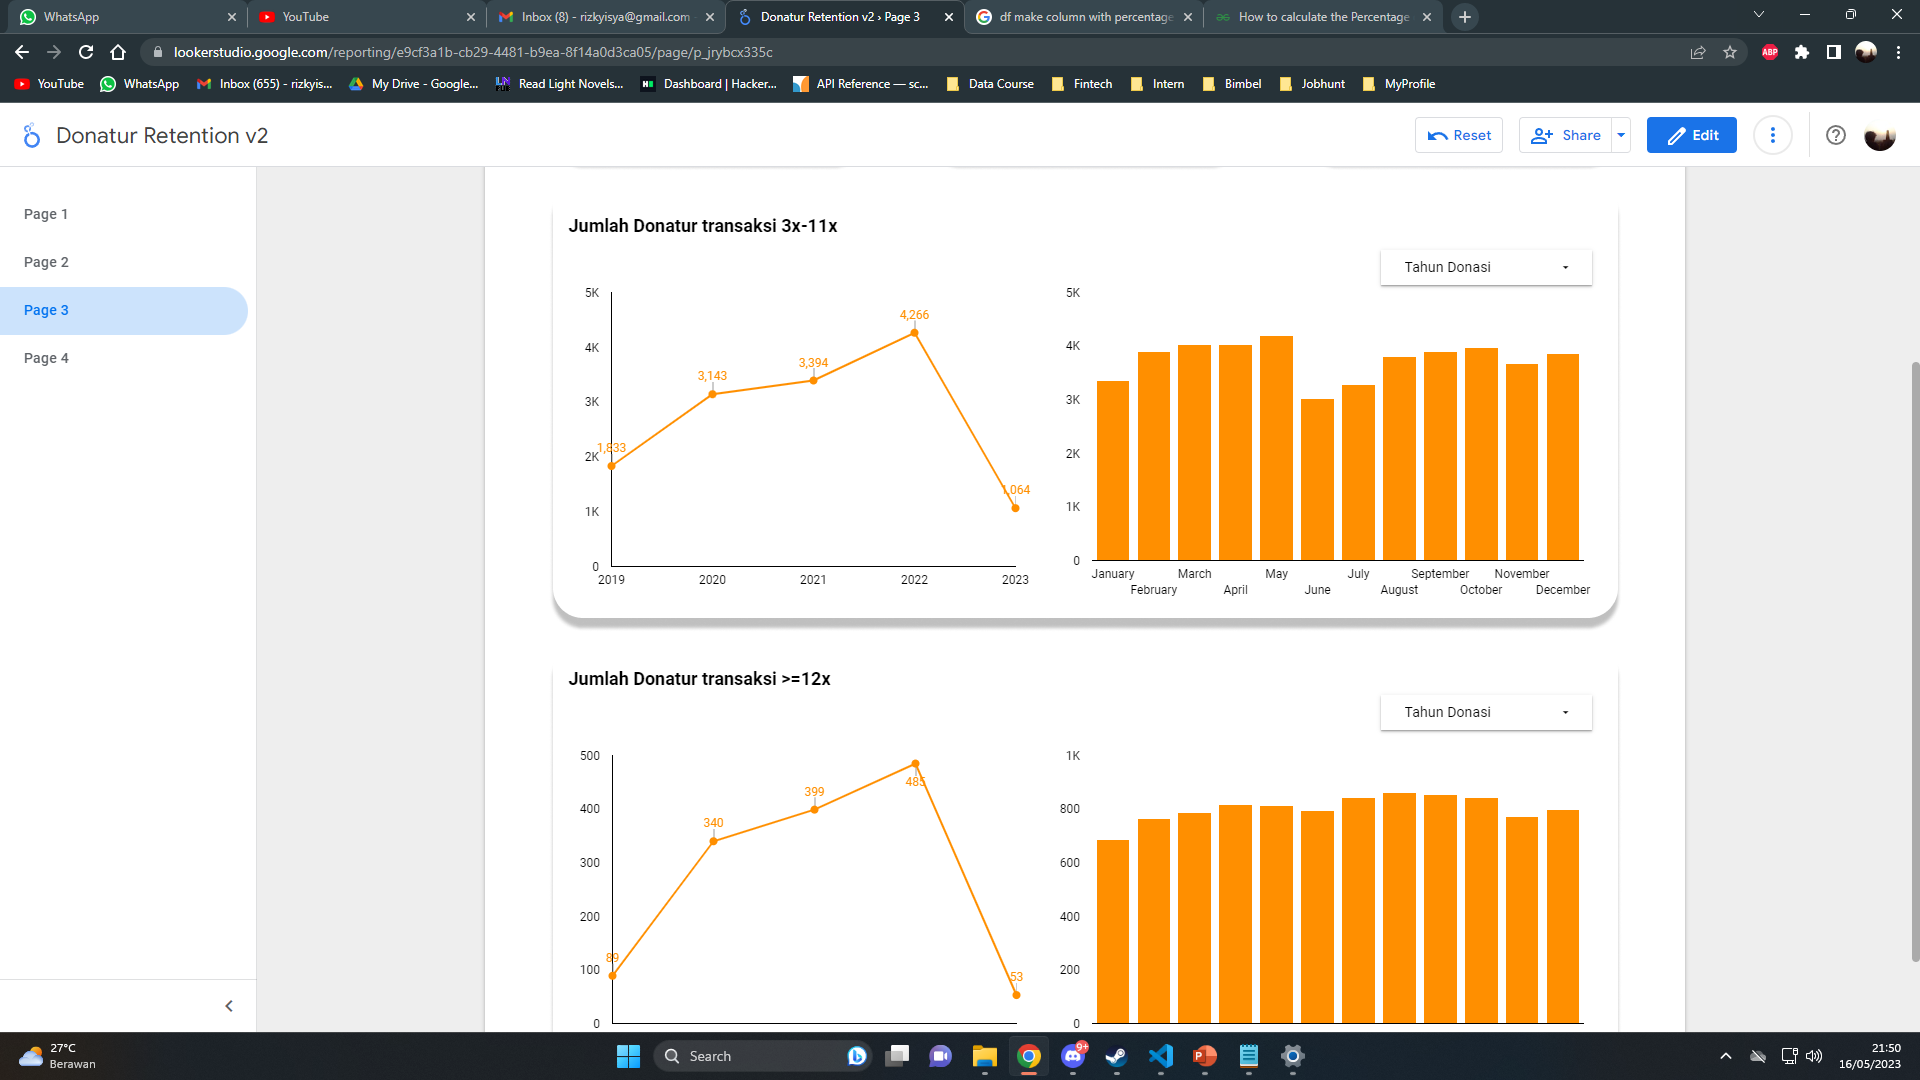 WhatsApp
YouTube
Inbox (8) - rizkyisya@gmail.com
Donatur Retention v2 › Page 3
df make column with percentage
How to calculate the Percentage
lookerstudio.google.com/reporting/e9cf3a1b-cb29-4481-b9ea-8f14a0d3ca05/page/p_jrybcx335c
ABP
YouTube
WhatsApp
Inbox (655) - rizkyis...
My Drive - Google...
Read Light Novels...
Dashboard | Hacker...
API Reference — sc...
Data Course
Fintech
Intern
Bimbel
Jobhunt
MyProfile
Donatur Retention v2
Reset
Share
Edit
Page 1
Page 2
Page 3
Page 4
Jumlah Donatur transaksi 3x-11x
Tahun Donasi
5K
4K
3K
2K
1K
0
1,833
3,143
3,394
4,266
1,064
2019
2020
2021
2022
2023
5K
4K
3K
2K
1K
0
January
February
March
April
May
June
July
August
September
October
November
December
Jumlah Donatur transaksi >=12x
Tahun Donasi
500
400
300
200
100
0
89
340
399
485
53
1K
800
600
400
200
0
27°C
Berawan
Search
9+
21:50
16/05/2023